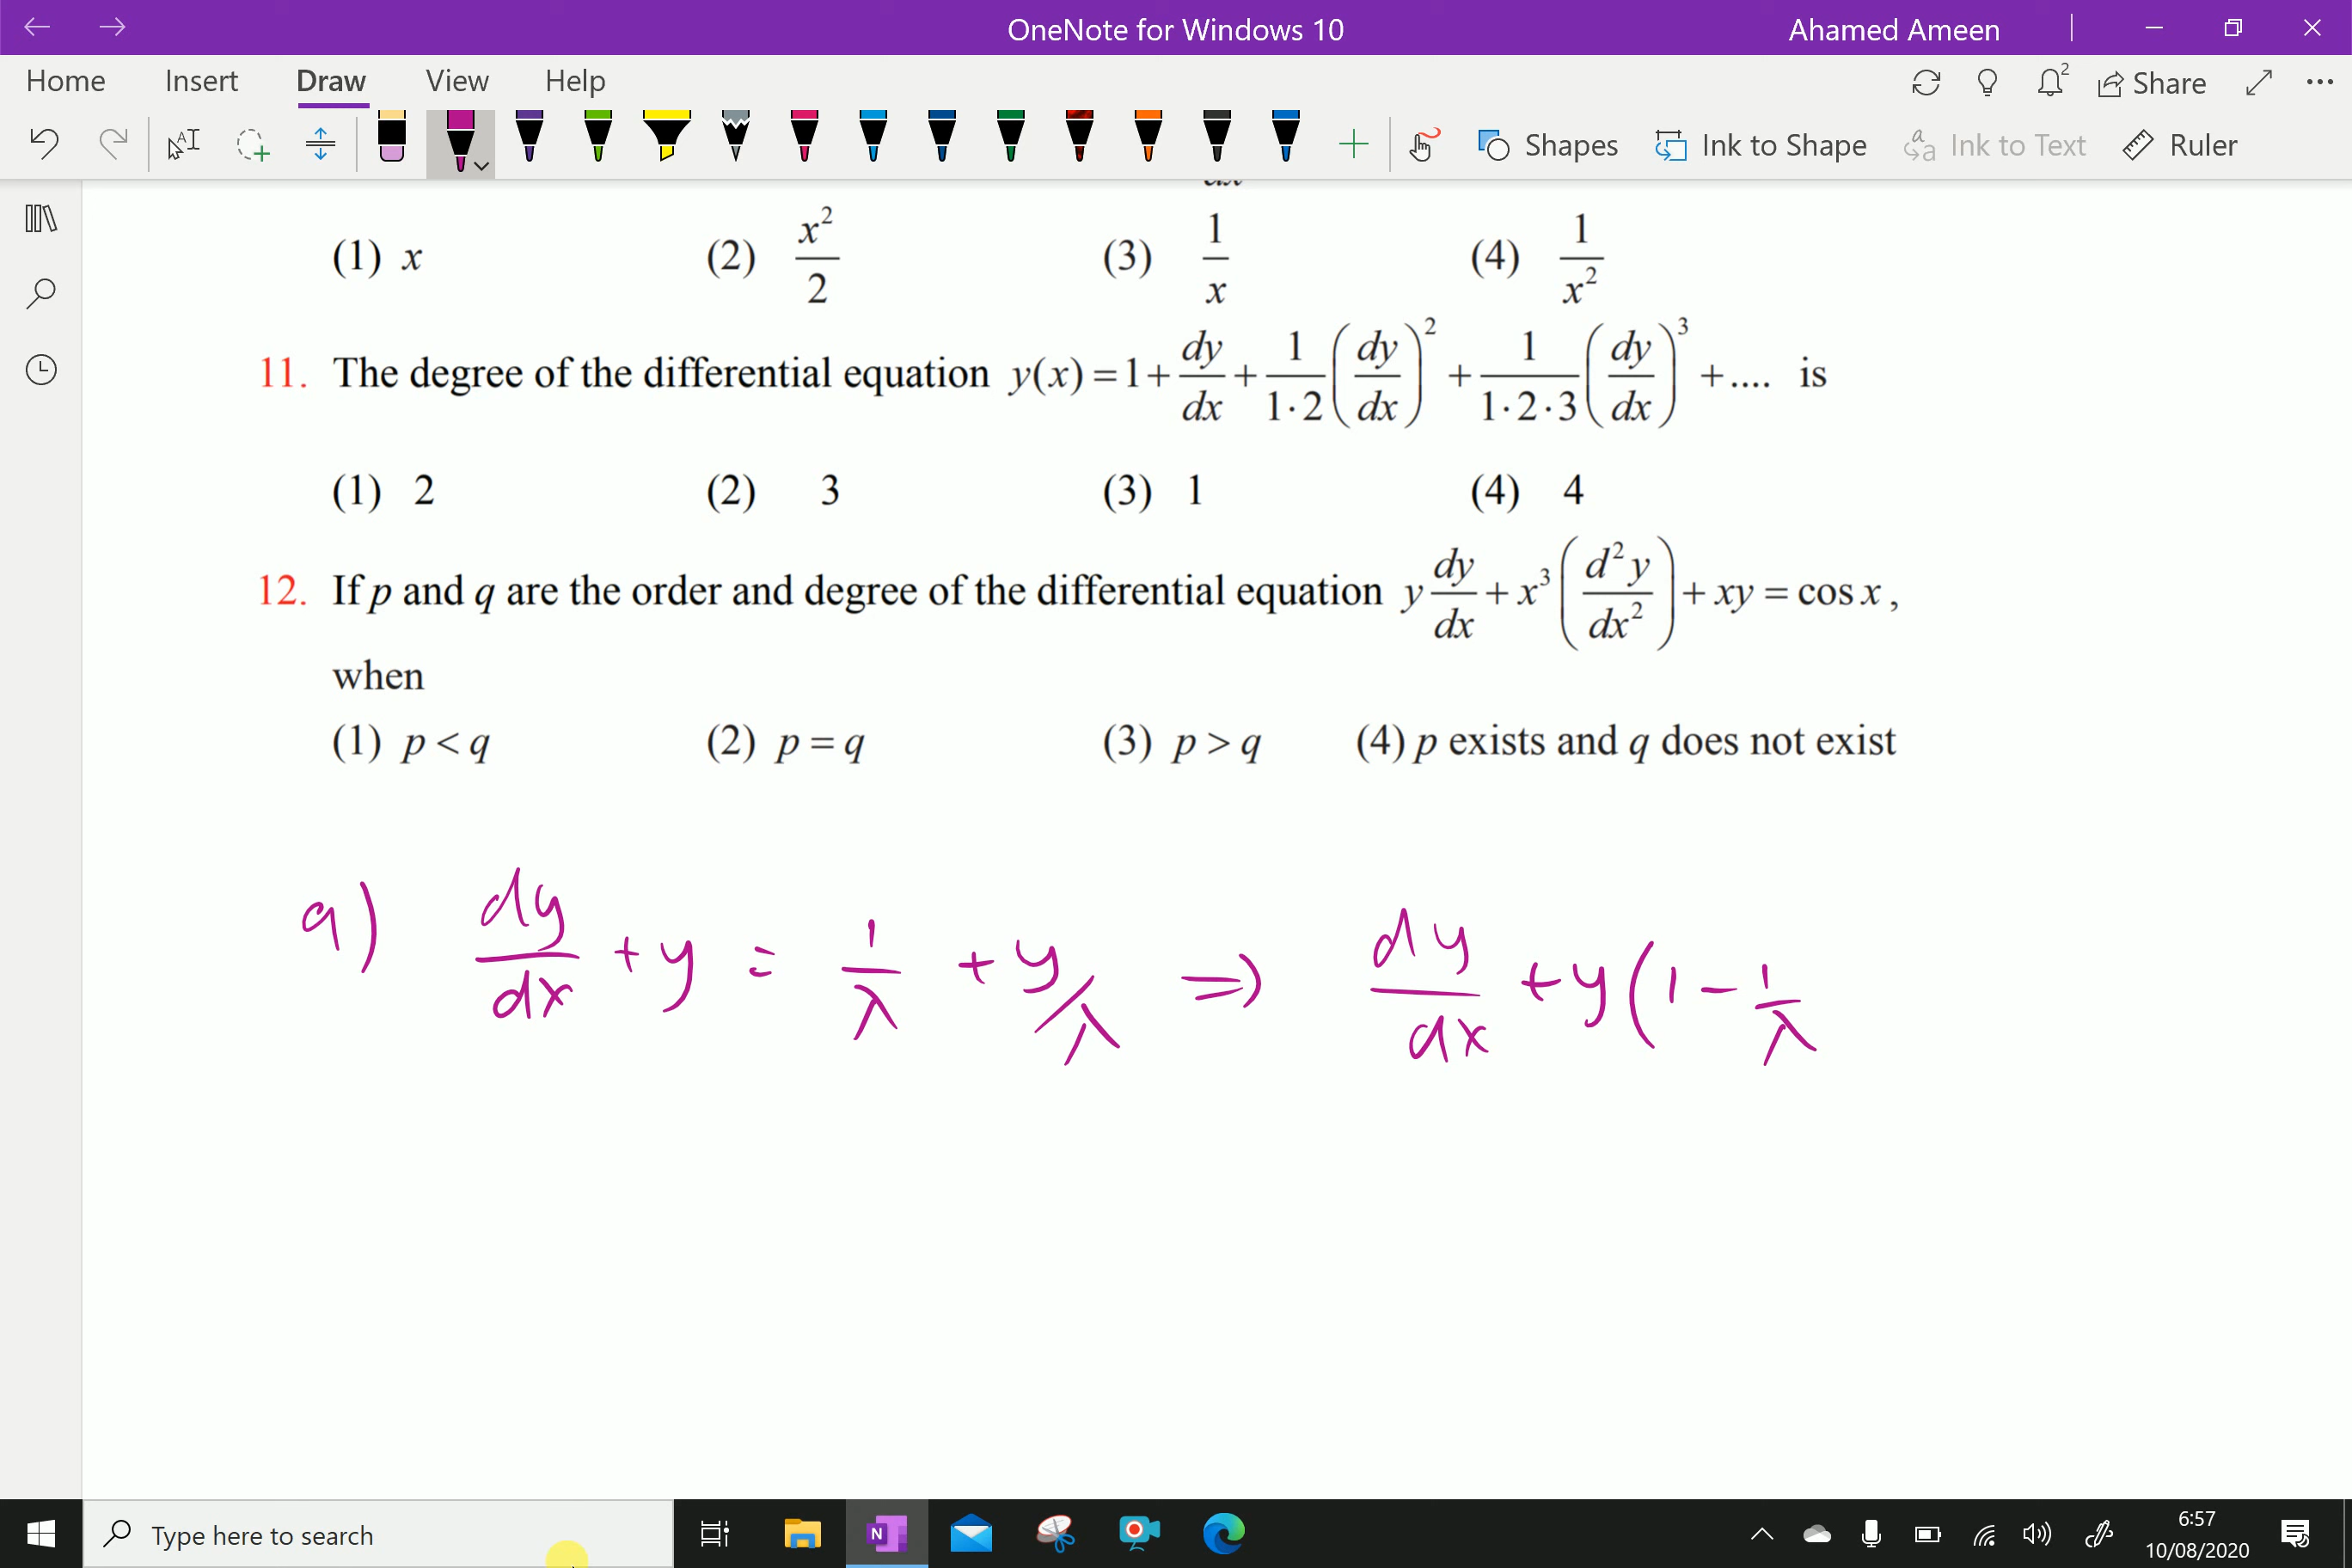 OneNote for Windows 10 Ahamed Ameen
Home Insert Draw View Help Share
Shapes Ink to Shape Ink to Text Ruler
(1) x (2) x²/2 (3) 1/x (4) 1/x²
11. The degree of the differential equation y(x) = 1 + dy/dx + 1/(1·2) (dy/dx)² + 1/(1·2·3) (dy/dx)³ + .... is
(1) 2 (2) 3 (3) 1 (4) 4
12. If p and q are the order and degree of the differential equation y dy/dx + x³ (d²y/dx²) + xy = cos x ,
when
(1) p < q (2) p = q (3) p > q (4) p exists and q does not exist
9) dy/dx + y = 1/λ + y/λ ⇒ dy/dx + y(1 − 1/λ
Type here to search
6:57
10/08/2020